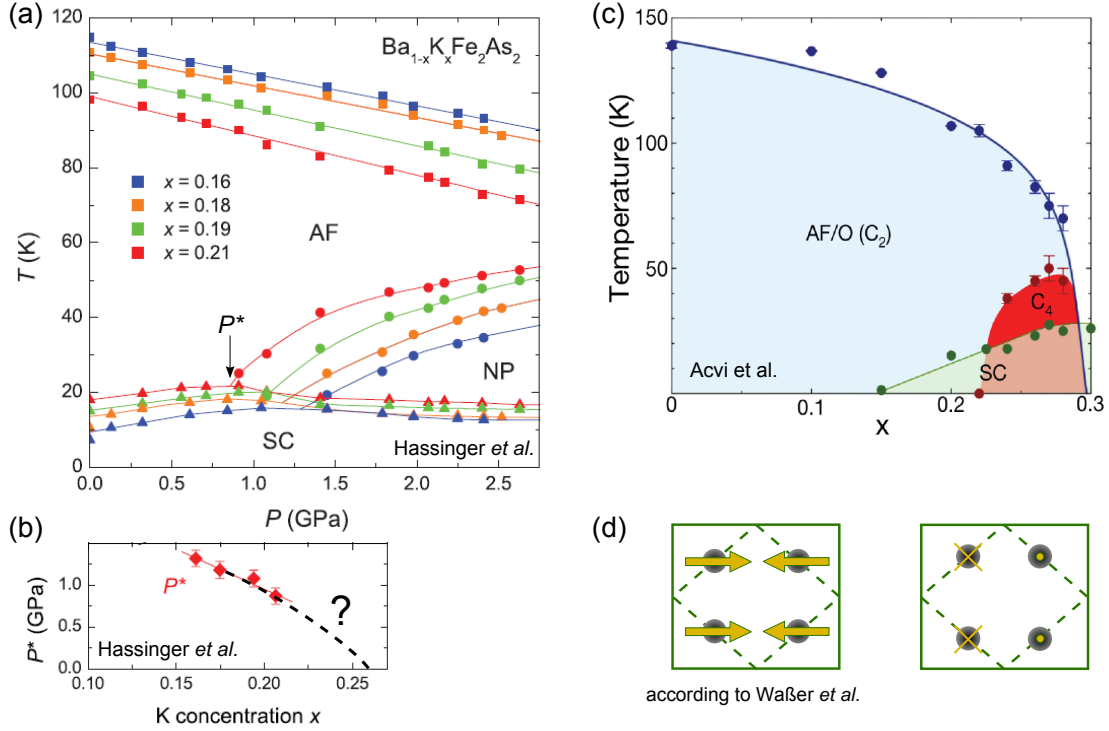 (a)
120
100
80
60
40
20
0
T (K)
Ba1-xKxFe2As2
x = 0.16
x = 0.18
x = 0.19
x = 0.21
AF
P*
NP
SC
Hassinger et al.
0.0 0.5 1.0 1.5 2.0 2.5
P (GPa)
(b)
P* (GPa)
1.0
0.5
0.0
P*
?
Hassinger et al.
0.10 0.15 0.20 0.25
K concentration x
(c)
Temperature (K)
150
100
50
0
AF/O (C2)
C4
SC
Acvi et al.
0 0.1 0.2 0.3
x
(d)
according to Waßer et al.